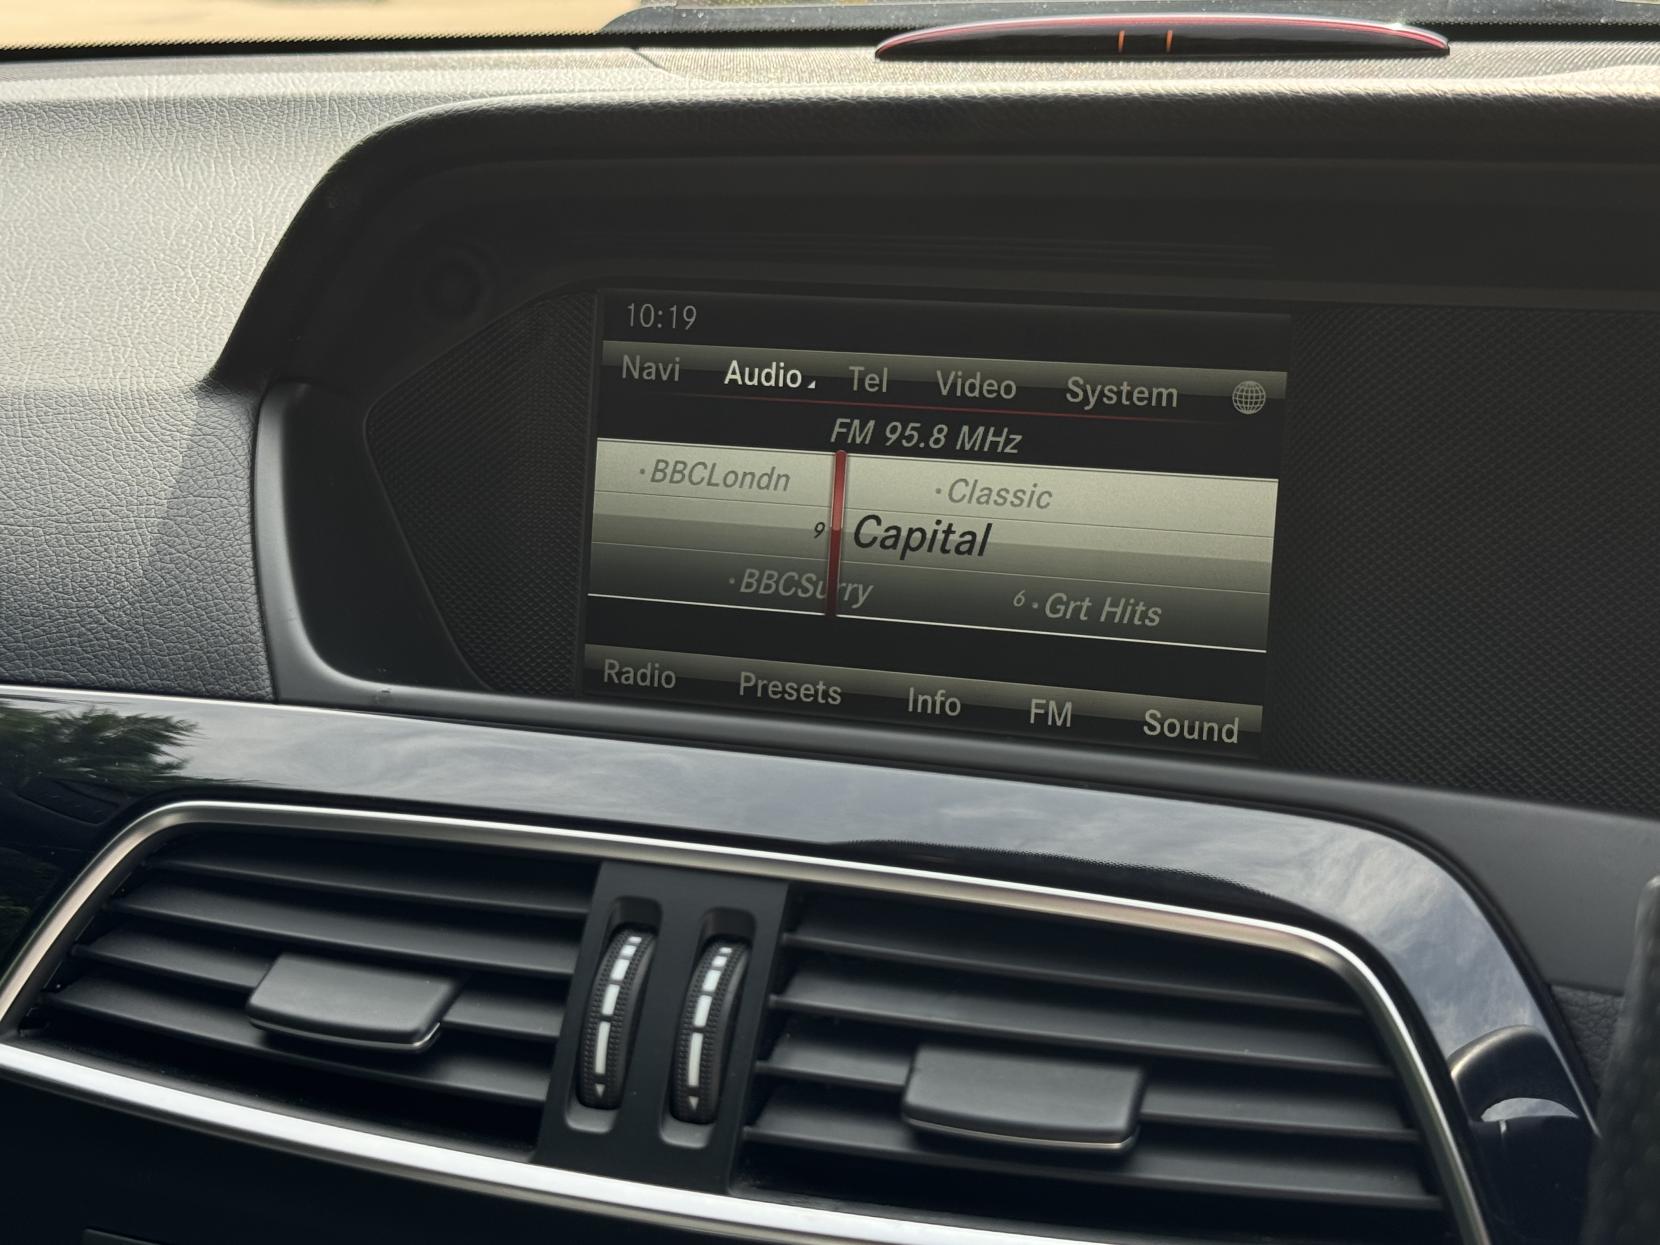 10:19
Navi Audio Tel Video System
FM 95.8 MHz
·BBCLondn ·Classic
9 Capital
·BBCSurry 6·Grt Hits
Radio Presets Info FM Sound